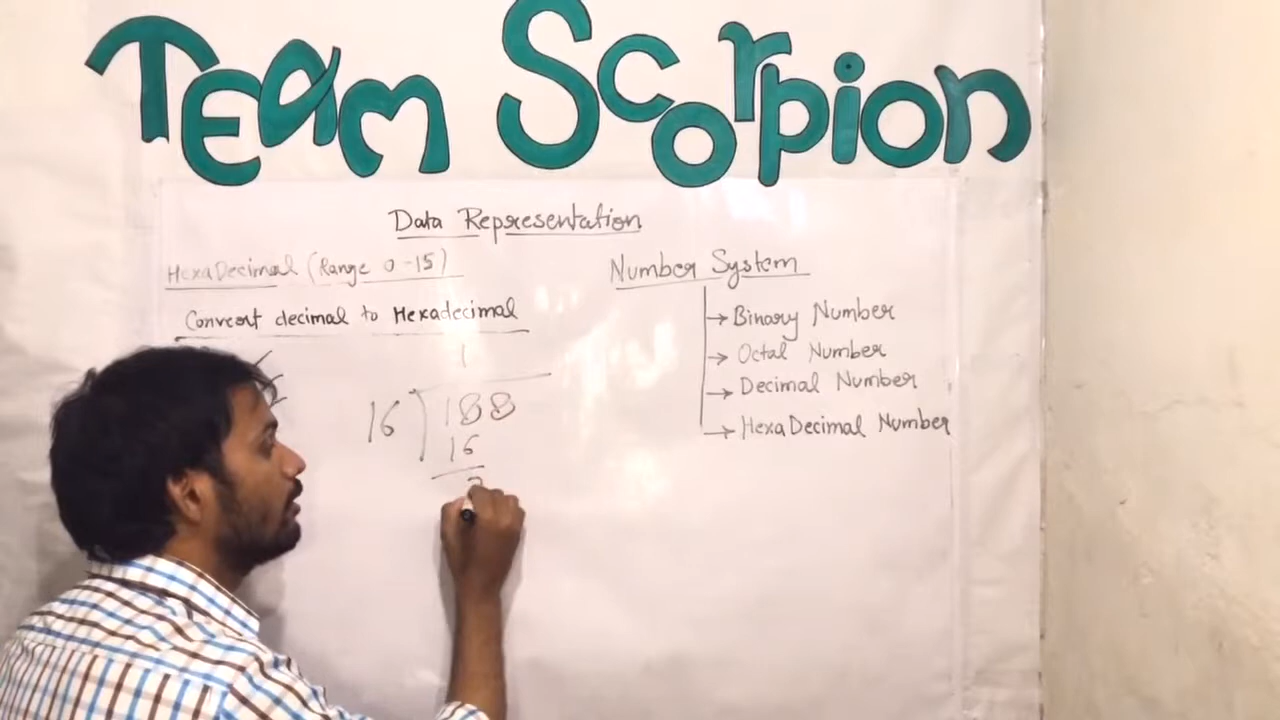 Team Scorpion
Data Representation
HexaDecimal (Range 0-15)
Convert decimal to Hexadecimal
1
16 ) 188
16
2
Number System
Binary Number
Octal Number
Decimal Number
HexaDecimal Number